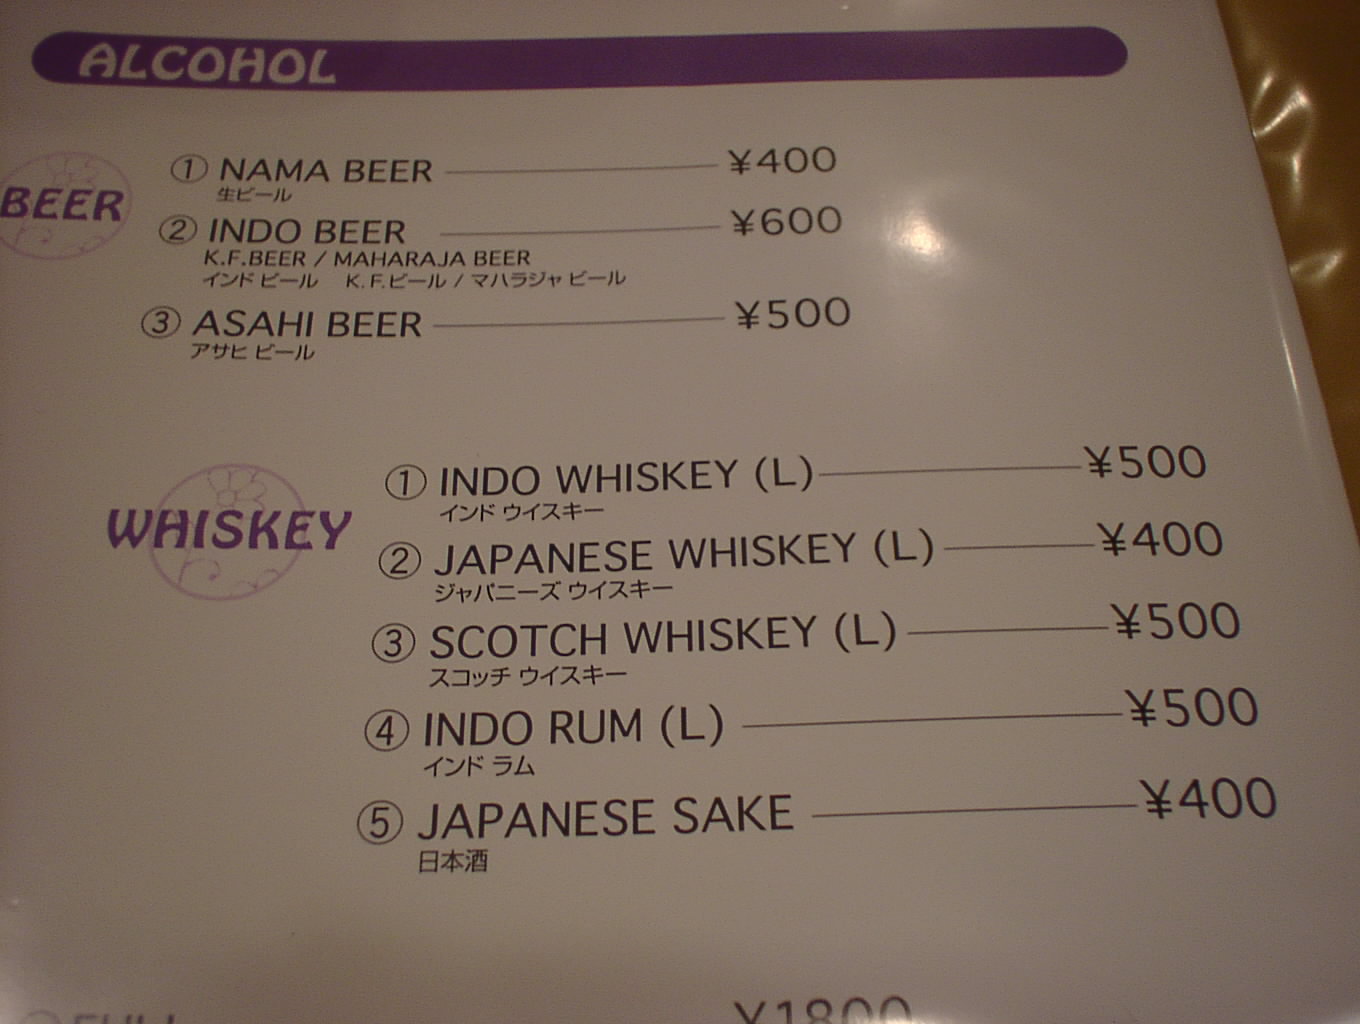 ALCOHOL
BEER
① NAMA BEER ¥400
生ビール
② INDO BEER ¥600
K.F.BEER / MAHARAJA BEER
インド ビール K.F.ビール / マハラジャ ビール
③ ASAHI BEER ¥500
アサヒ ビール
WHISKEY
① INDO WHISKEY (L) ¥500
インド ウイスキー
② JAPANESE WHISKEY (L) ¥400
ジャパニーズ ウイスキー
③ SCOTCH WHISKEY (L) ¥500
スコッチ ウイスキー
④ INDO RUM (L) ¥500
インド ラム
⑤ JAPANESE SAKE ¥400
日本酒
¥1800